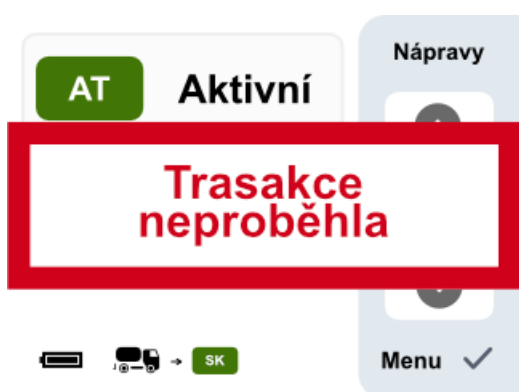 Nápravy
AT Aktivní
Trasakce
neproběhla
SK
Menu